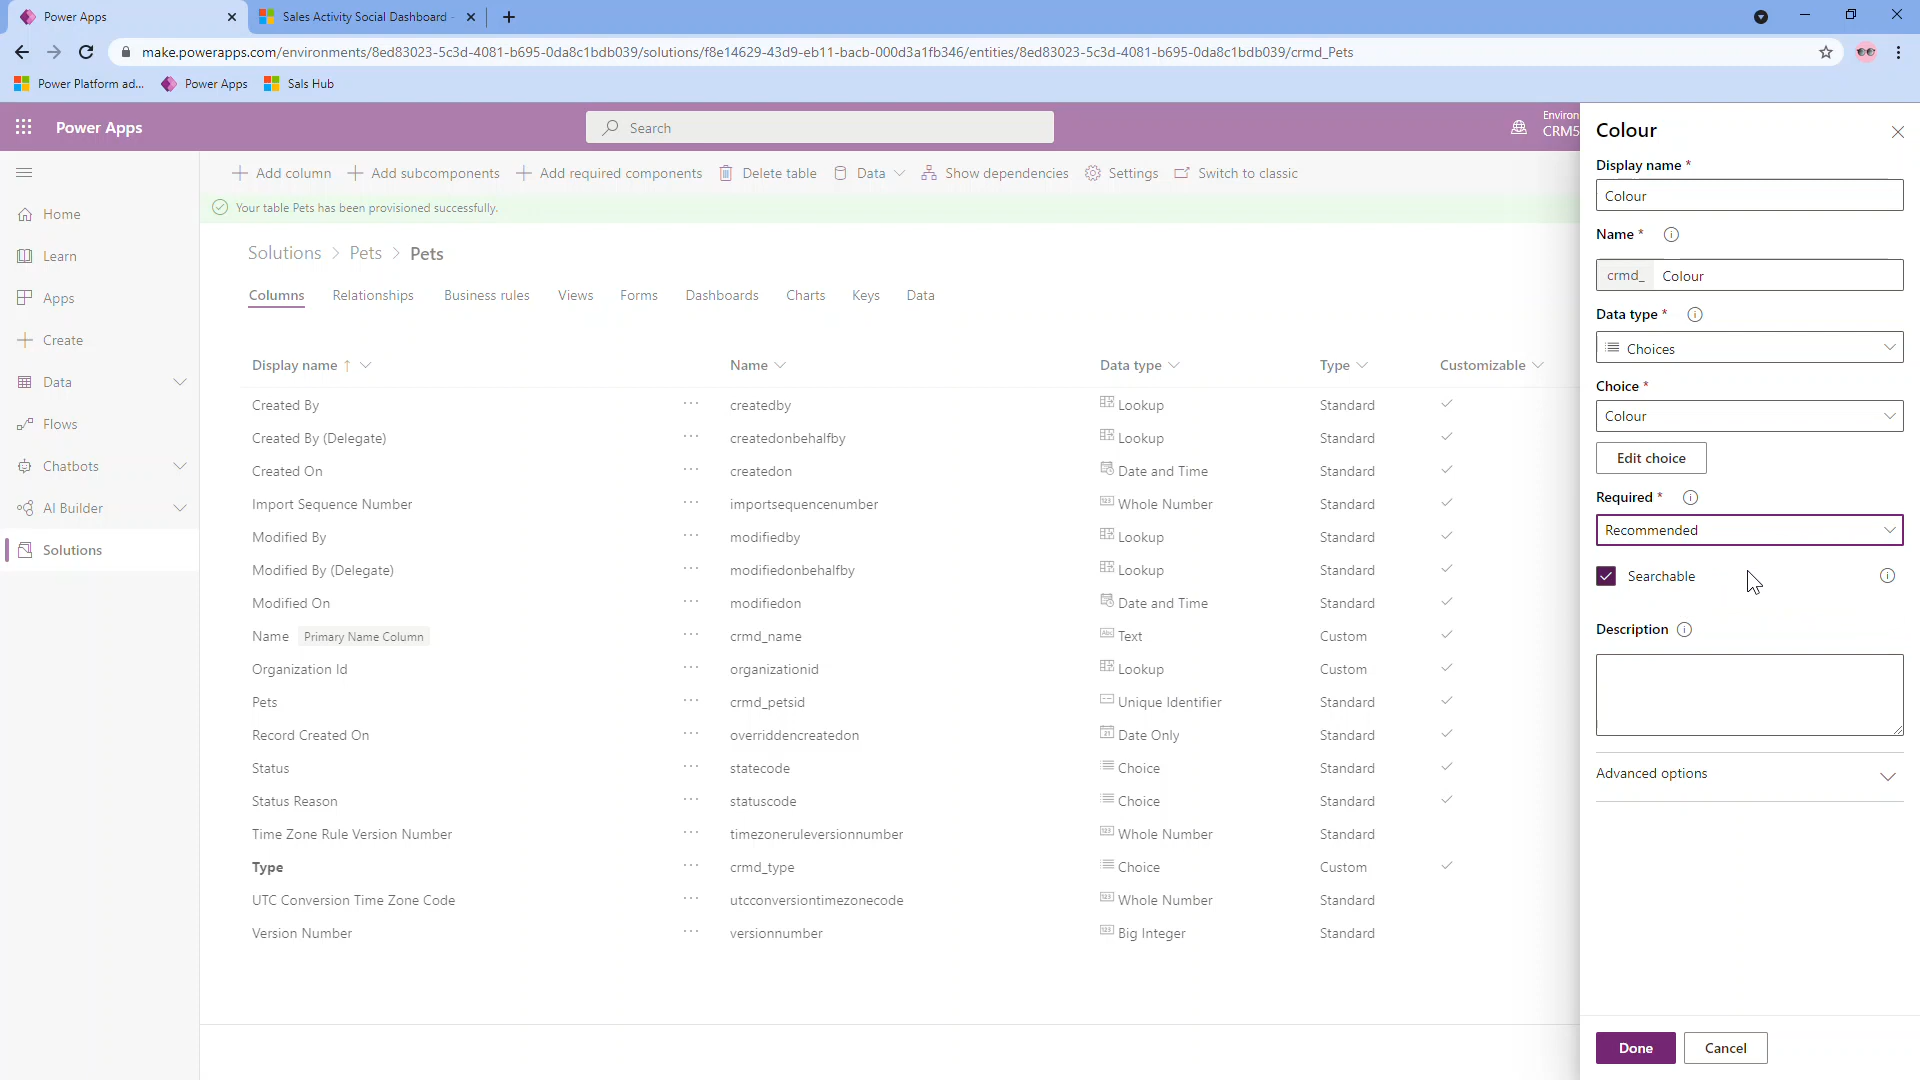 Power Apps
Sales Activity Social Dashboard -
make.powerapps.com/environments/8ed83023-5c3d-4081-b695-0da8c1bdb039/solutions/f8e14629-43d9-eb11-bacb-000d3a1fb346/entities/8ed83023-5c3d-4081-b695-0da8c1bdb039/crmd_Pets
Power Platform ad... Power Apps Sals Hub
Power Apps
Search
Environ
CRM5
Add column Add subcomponents Add required components Delete table Data Show dependencies Settings Switch to classic
Your table Pets has been provisioned successfully.
Home
Learn
Apps
Create
Data
Flows
Chatbots
AI Builder
Solutions
Solutions > Pets > Pets
Columns Relationships Business rules Views Forms Dashboards Charts Keys Data
Display name ↑ Name Data type Type Customizable
Created By ... createdby Lookup Standard
Created By (Delegate) ... createdonbehalfby Lookup Standard
Created On ... createdon Date and Time Standard
Import Sequence Number ... importsequencenumber Whole Number Standard
Modified By ... modifiedby Lookup Standard
Modified By (Delegate) ... modifiedonbehalfby Lookup Standard
Modified On ... modifiedon Date and Time Standard
Name Primary Name Column ... crmd_name Text Custom
Organization Id ... organizationid Lookup Custom
Pets ... crmd_petsid Unique Identifier Standard
Record Created On ... overriddencreatedon Date Only Standard
Status ... statecode Choice Standard
Status Reason ... statuscode Choice Standard
Time Zone Rule Version Number ... timezoneruleversionnumber Whole Number Standard
Type ... crmd_type Choice Custom
UTC Conversion Time Zone Code ... utcconversiontimezonecode Whole Number Standard
Version Number ... versionnumber Big Integer Standard
Colour
Display name *
Colour
Name *
crmd_ Colour
Data type *
Choices
Choice *
Colour
Edit choice
Required *
Recommended
Searchable
Description
Advanced options
Done Cancel